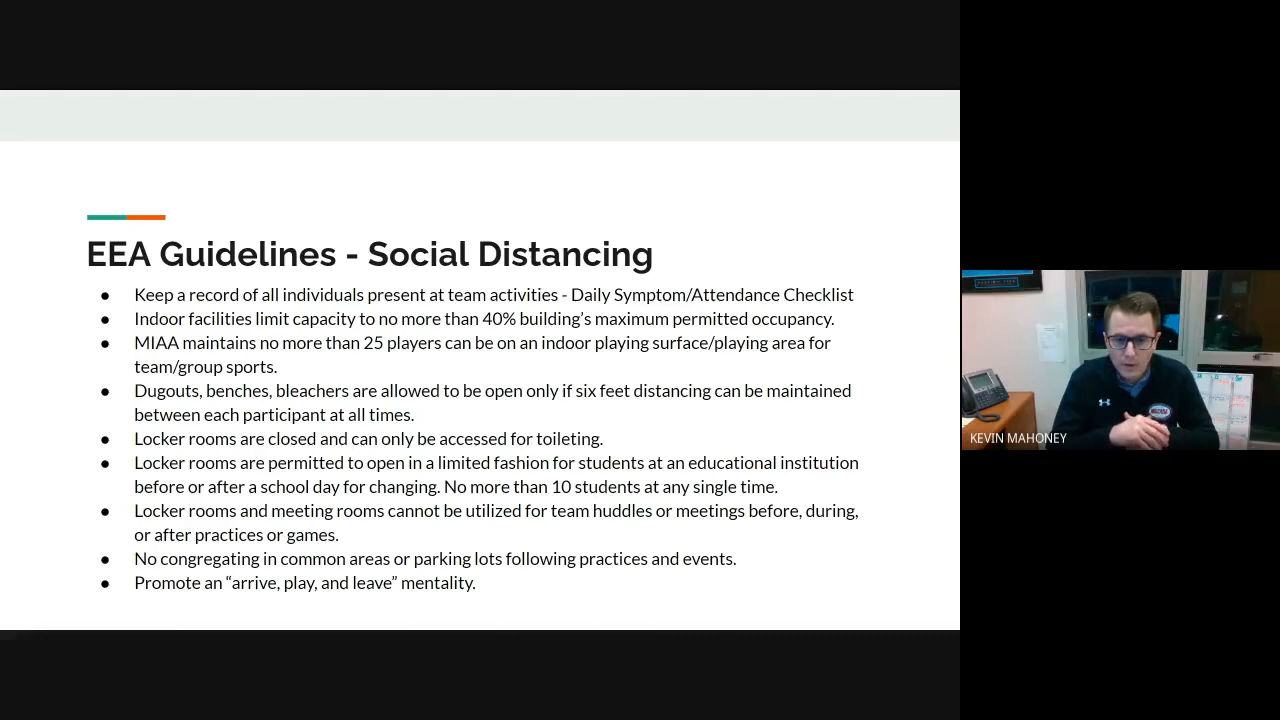 EEA Guidelines - Social Distancing
● Keep a record of all individuals present at team activities - Daily Symptom/Attendance Checklist
● Indoor facilities limit capacity to no more than 40% building’s maximum permitted occupancy.
● MIAA maintains no more than 25 players can be on an indoor playing surface/playing area for
team/group sports.
● Dugouts, benches, bleachers are allowed to be open only if six feet distancing can be maintained
between each participant at all times.
● Locker rooms are closed and can only be accessed for toileting.
● Locker rooms are permitted to open in a limited fashion for students at an educational institution
before or after a school day for changing. No more than 10 students at any single time.
● Locker rooms and meeting rooms cannot be utilized for team huddles or meetings before, during,
or after practices or games.
● No congregating in common areas or parking lots following practices and events.
● Promote an “arrive, play, and leave” mentality.
KEVIN MAHONEY